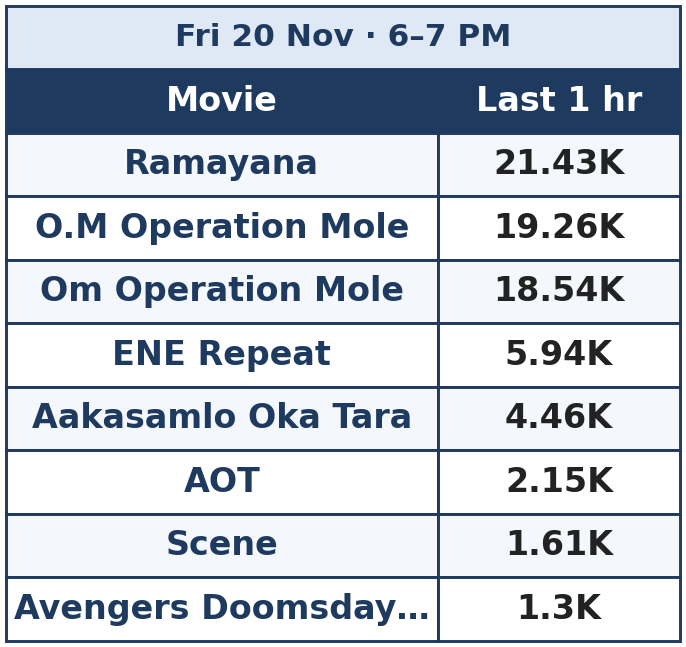 Fri 20 Nov · 6–7 PM
Movie Last 1 hr
Ramayana 21.43K
O.M Operation Mole 19.26K
Om Operation Mole 18.54K
ENE Repeat 5.94K
Aakasamlo Oka Tara 4.46K
AOT 2.15K
Scene 1.61K
Avengers Doomsday… 1.3K